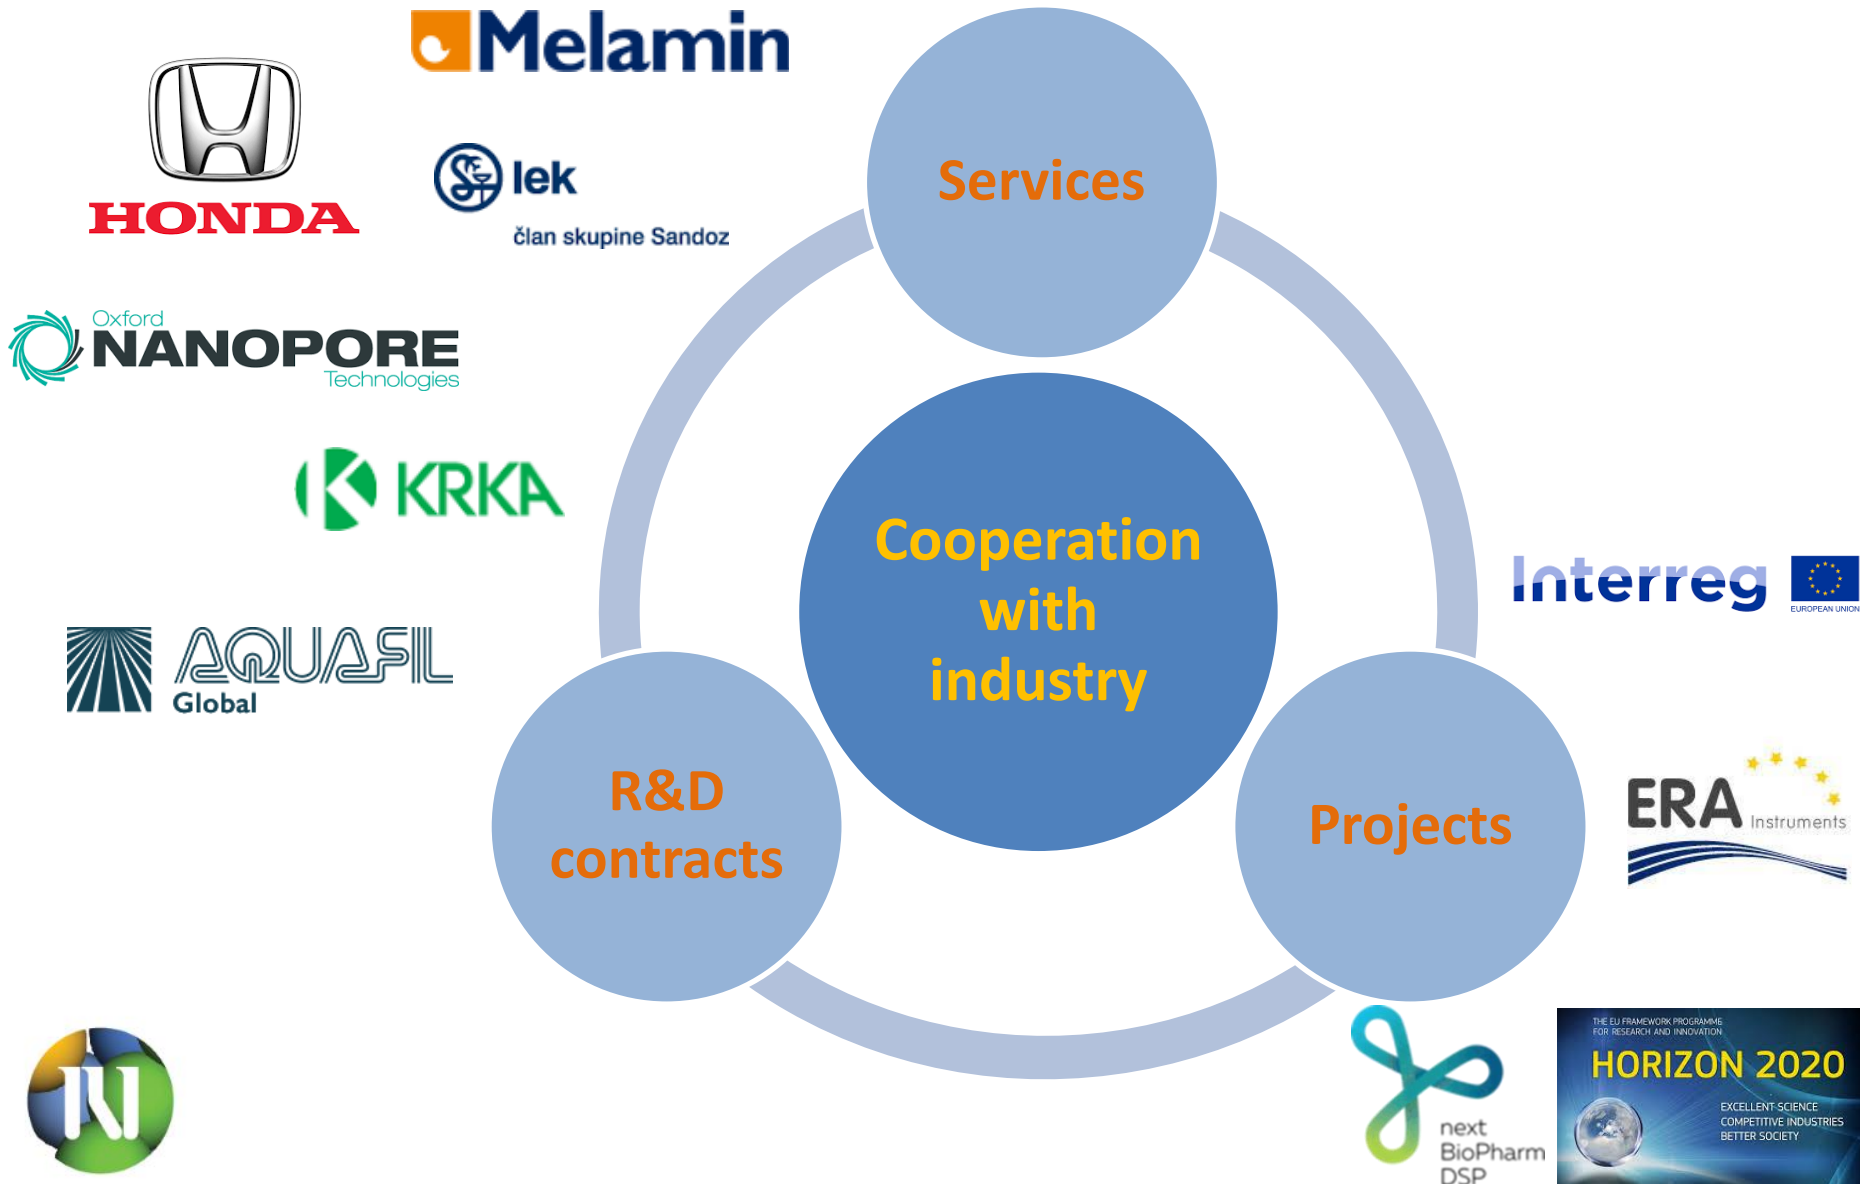 Melamin
HONDA
lek
član skupine Sandoz
Oxford
NANOPORE
Technologies
KRKA
AQUAFIL
Global
Services
Cooperation
with
industry
R&D
contracts
Projects
Interreg
EUROPEAN UNION
ERA
Instruments
next
BioPharm
DSP
THE EU FRAMEWORK PROGRAMME
FOR RESEARCH AND INNOVATION
HORIZON 2020
EXCELLENT SCIENCE
COMPETITIVE INDUSTRIES
BETTER SOCIETY